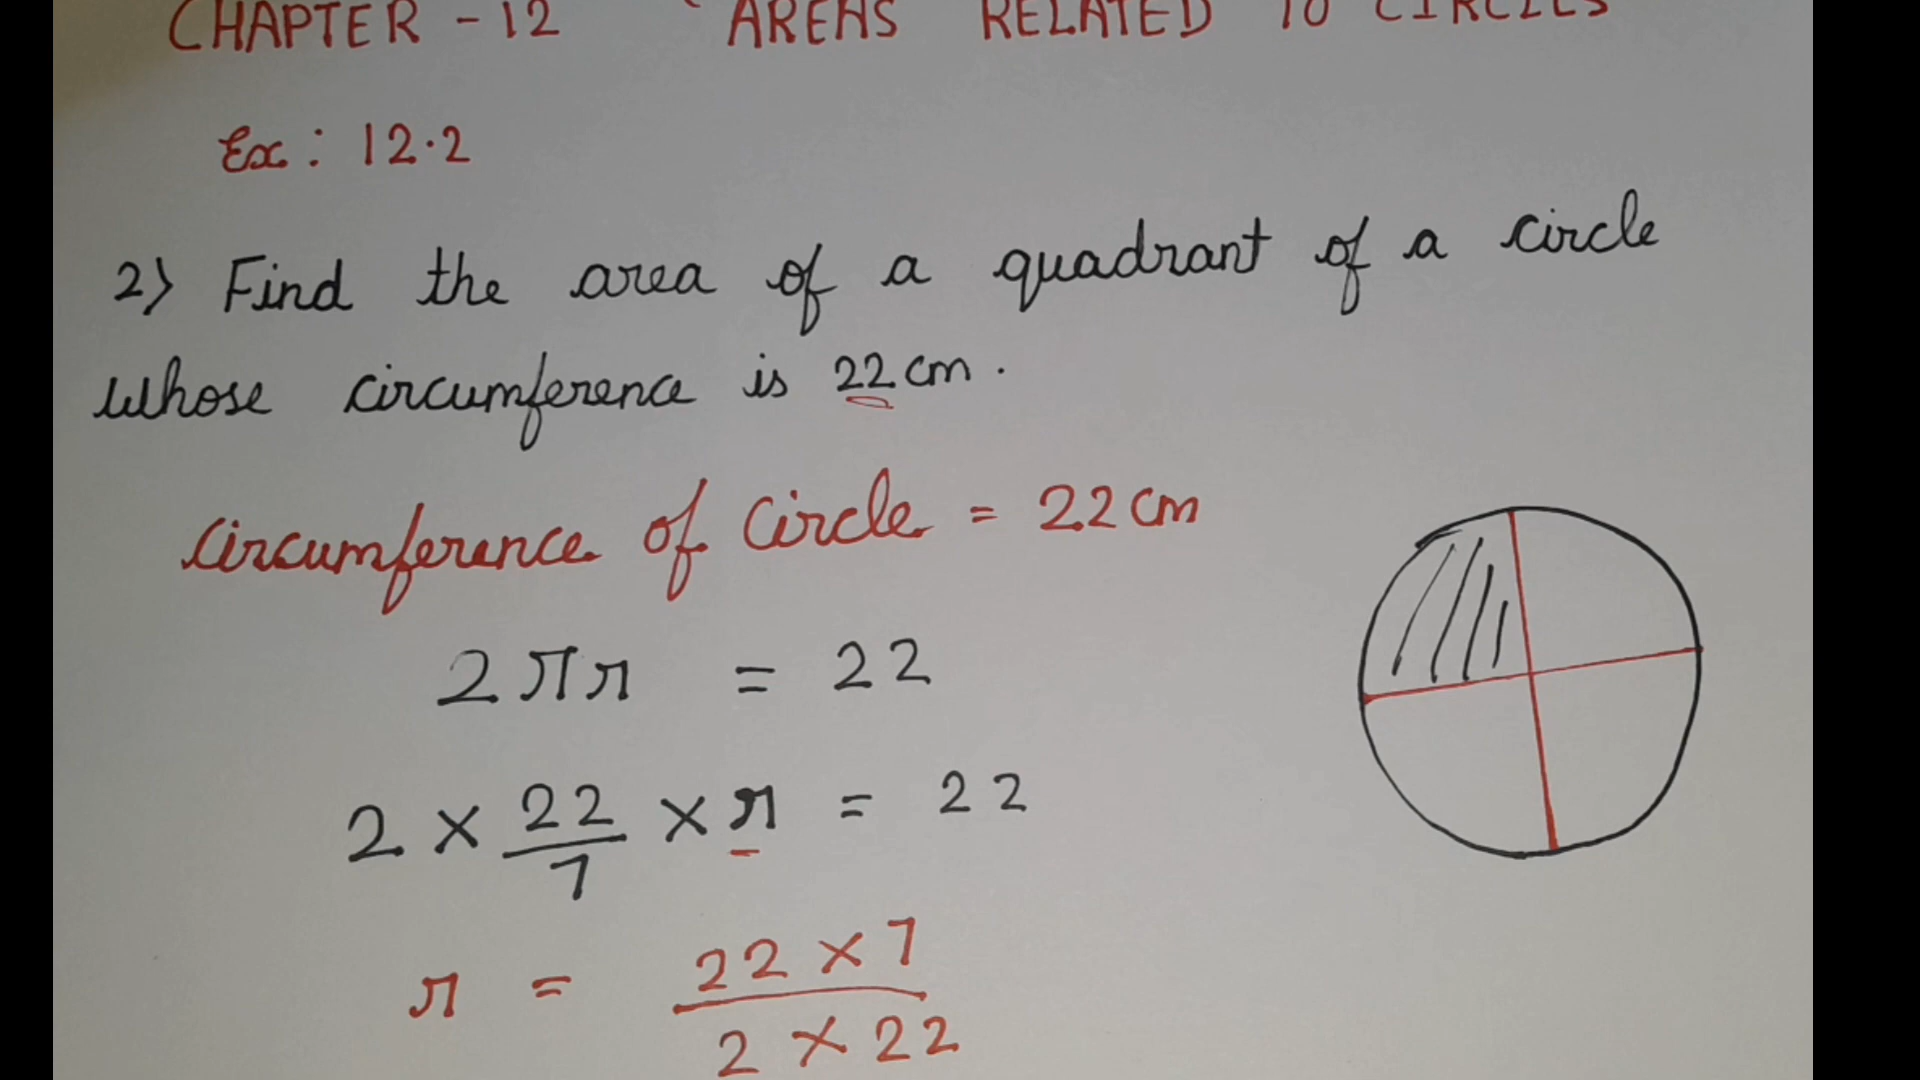 CHAPTER - 12 ‘ AREAS RELATED TO CIRCLES
Ex : 12.2
2) Find the area of a quadrant of a circle
whose circumference is 22 cm.
Circumference of Circle = 22 cm
2 π r = 22
2 × 22/7 × r = 22
r = 22 × 7 / 2 × 22